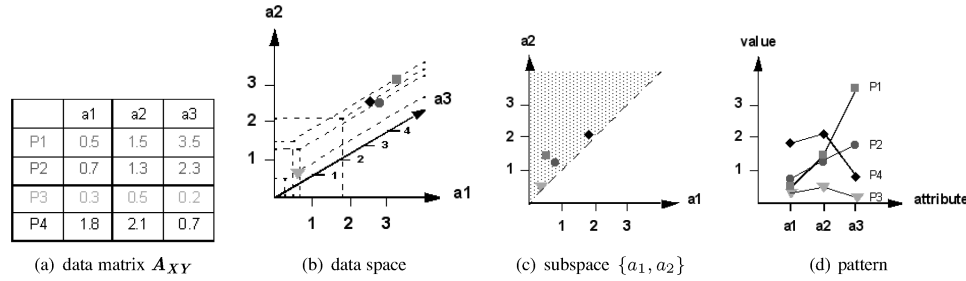 a1 a2 a3
P1 0.5 1.5 3.5
P2 0.7 1.3 2.3
P3 0.3 0.5 0.2
P4 1.8 2.1 0.7
(a) data matrix A_XY
a2
3
2
1
a3
4
3
2
1
a1
1 2 3
(b) data space
a2
3
2
1
a1
1 2 3
(c) subspace {a₁, a₂}
value
3
2
1
P1
P2
P4
P3
attribute
a1 a2 a3
(d) pattern